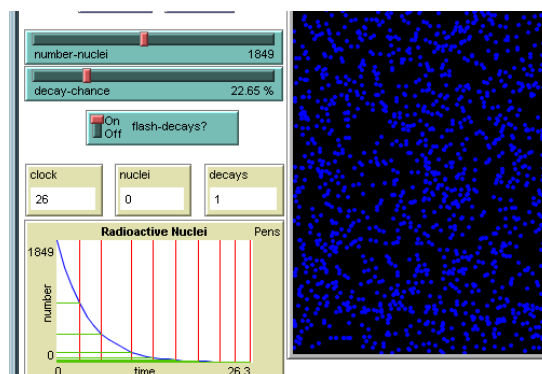 number-nuclei 1849
decay-chance 22.65 %
On
Off
flash-decays?
clock nuclei decays
26 0 1
Radioactive Nuclei Pens
1849
number
0
0 time 26.3